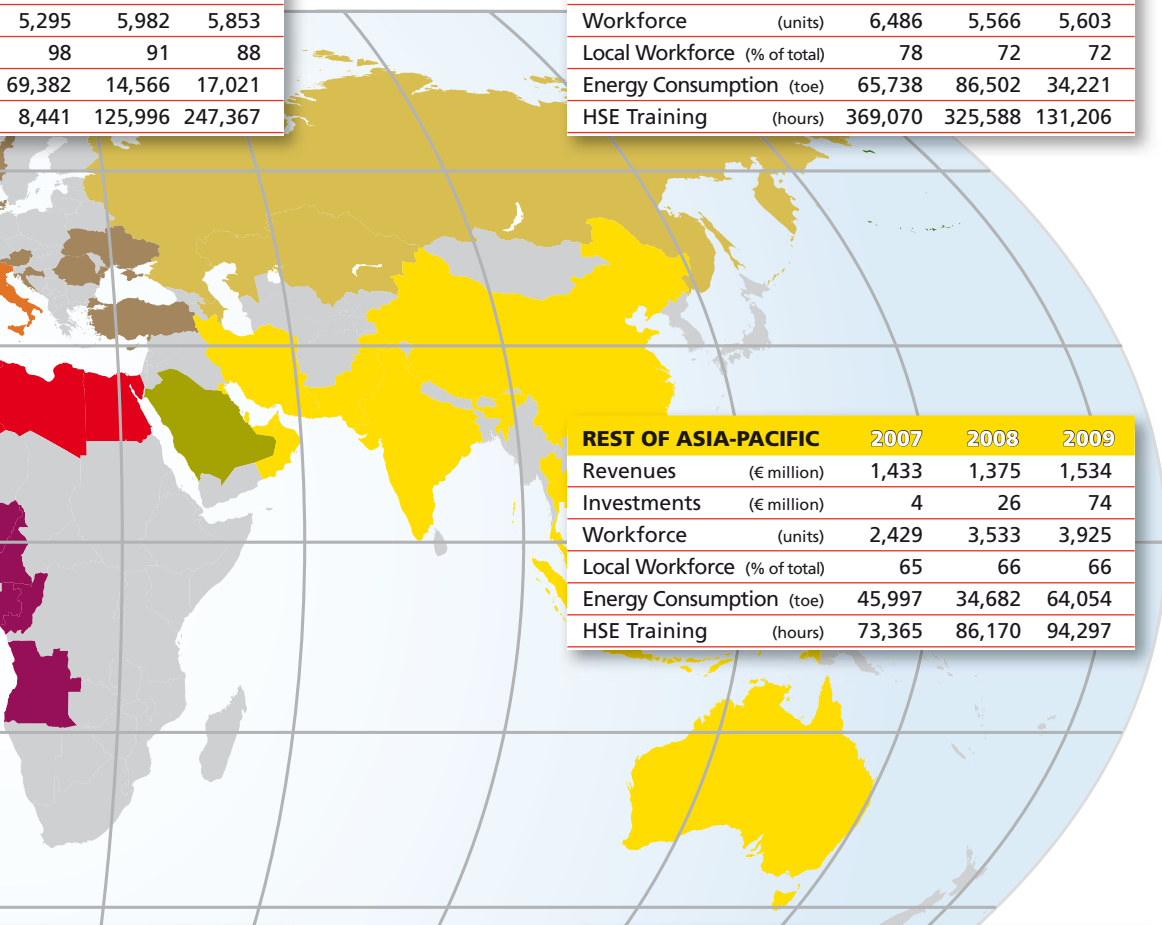 5,295 5,982 5,853
98 91 88
69,382 14,566 17,021
8,441 125,996 247,367
Workforce (units) 6,486 5,566 5,603
Local Workforce (% of total) 78 72 72
Energy Consumption (toe) 65,738 86,502 34,221
HSE Training (hours) 369,070 325,588 131,206
REST OF ASIA-PACIFIC 2007 2008 2009
Revenues (€ million) 1,433 1,375 1,534
Investments (€ million) 4 26 74
Workforce (units) 2,429 3,533 3,925
Local Workforce (% of total) 65 66 66
Energy Consumption (toe) 45,997 34,682 64,054
HSE Training (hours) 73,365 86,170 94,297